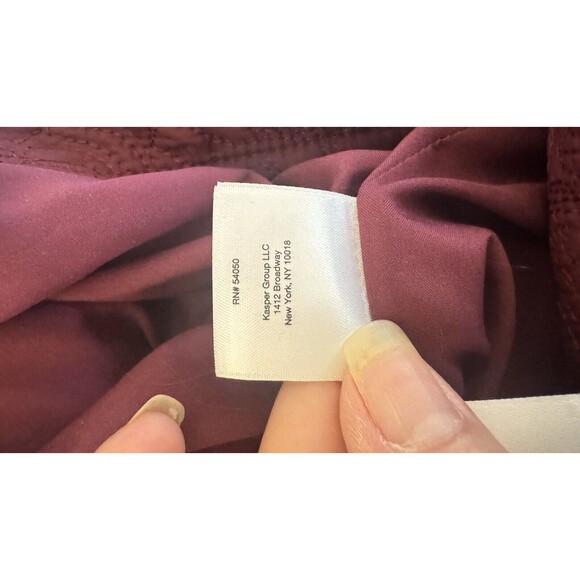 RN# 54050
Kasper Group LLC
1412 Broadway
New York, NY 10018